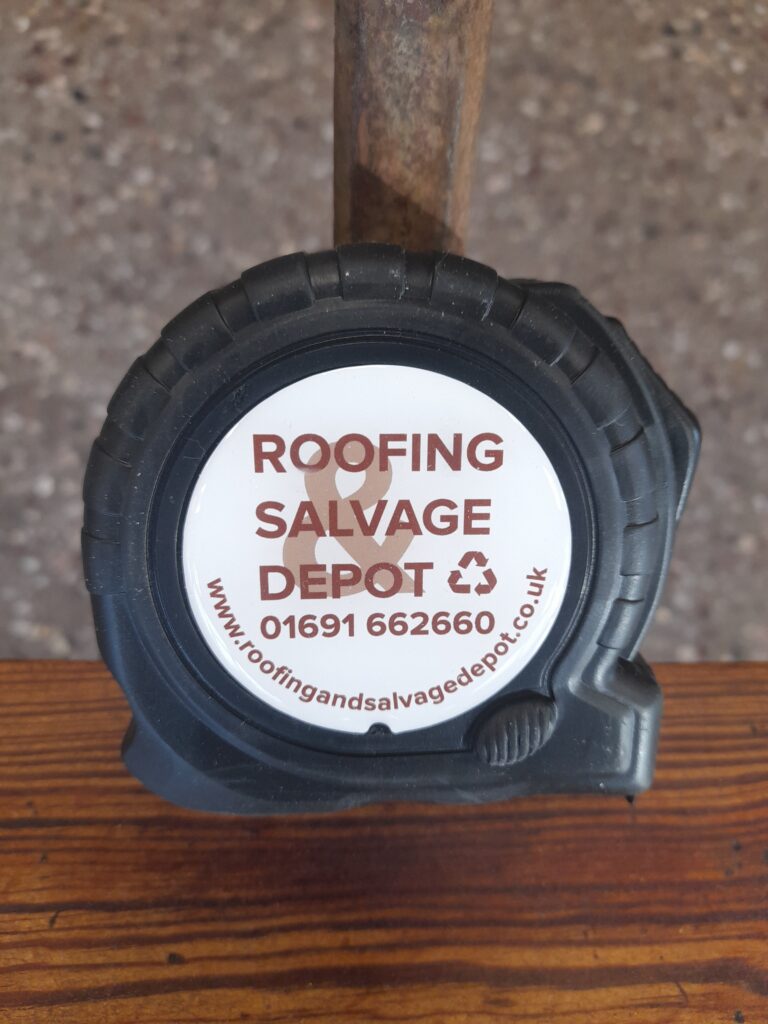 &
ROOFING
SALVAGE
DEPOT
01691 662660
www.roofingandsalvagedepot.co.uk